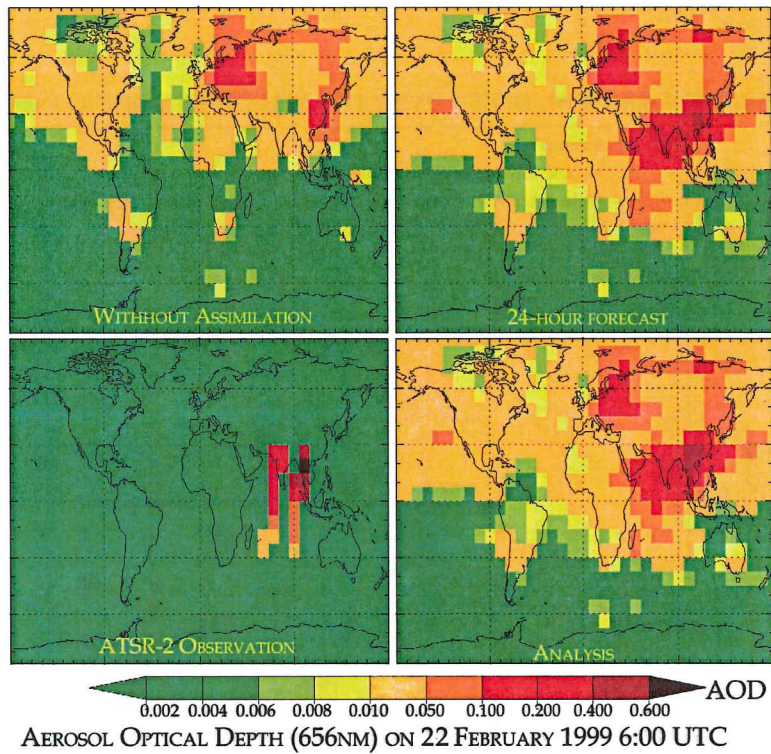 WITHHOUT ASSIMILATION
24-HOUR FORECAST
ATSR-2 OBSERVATION
ANALYSIS
0.002 0.004 0.006 0.008 0.010 0.050 0.100 0.200 0.400 0.600
AOD
AEROSOL OPTICAL DEPTH (656NM) ON 22 FEBRUARY 1999 6:00 UTC